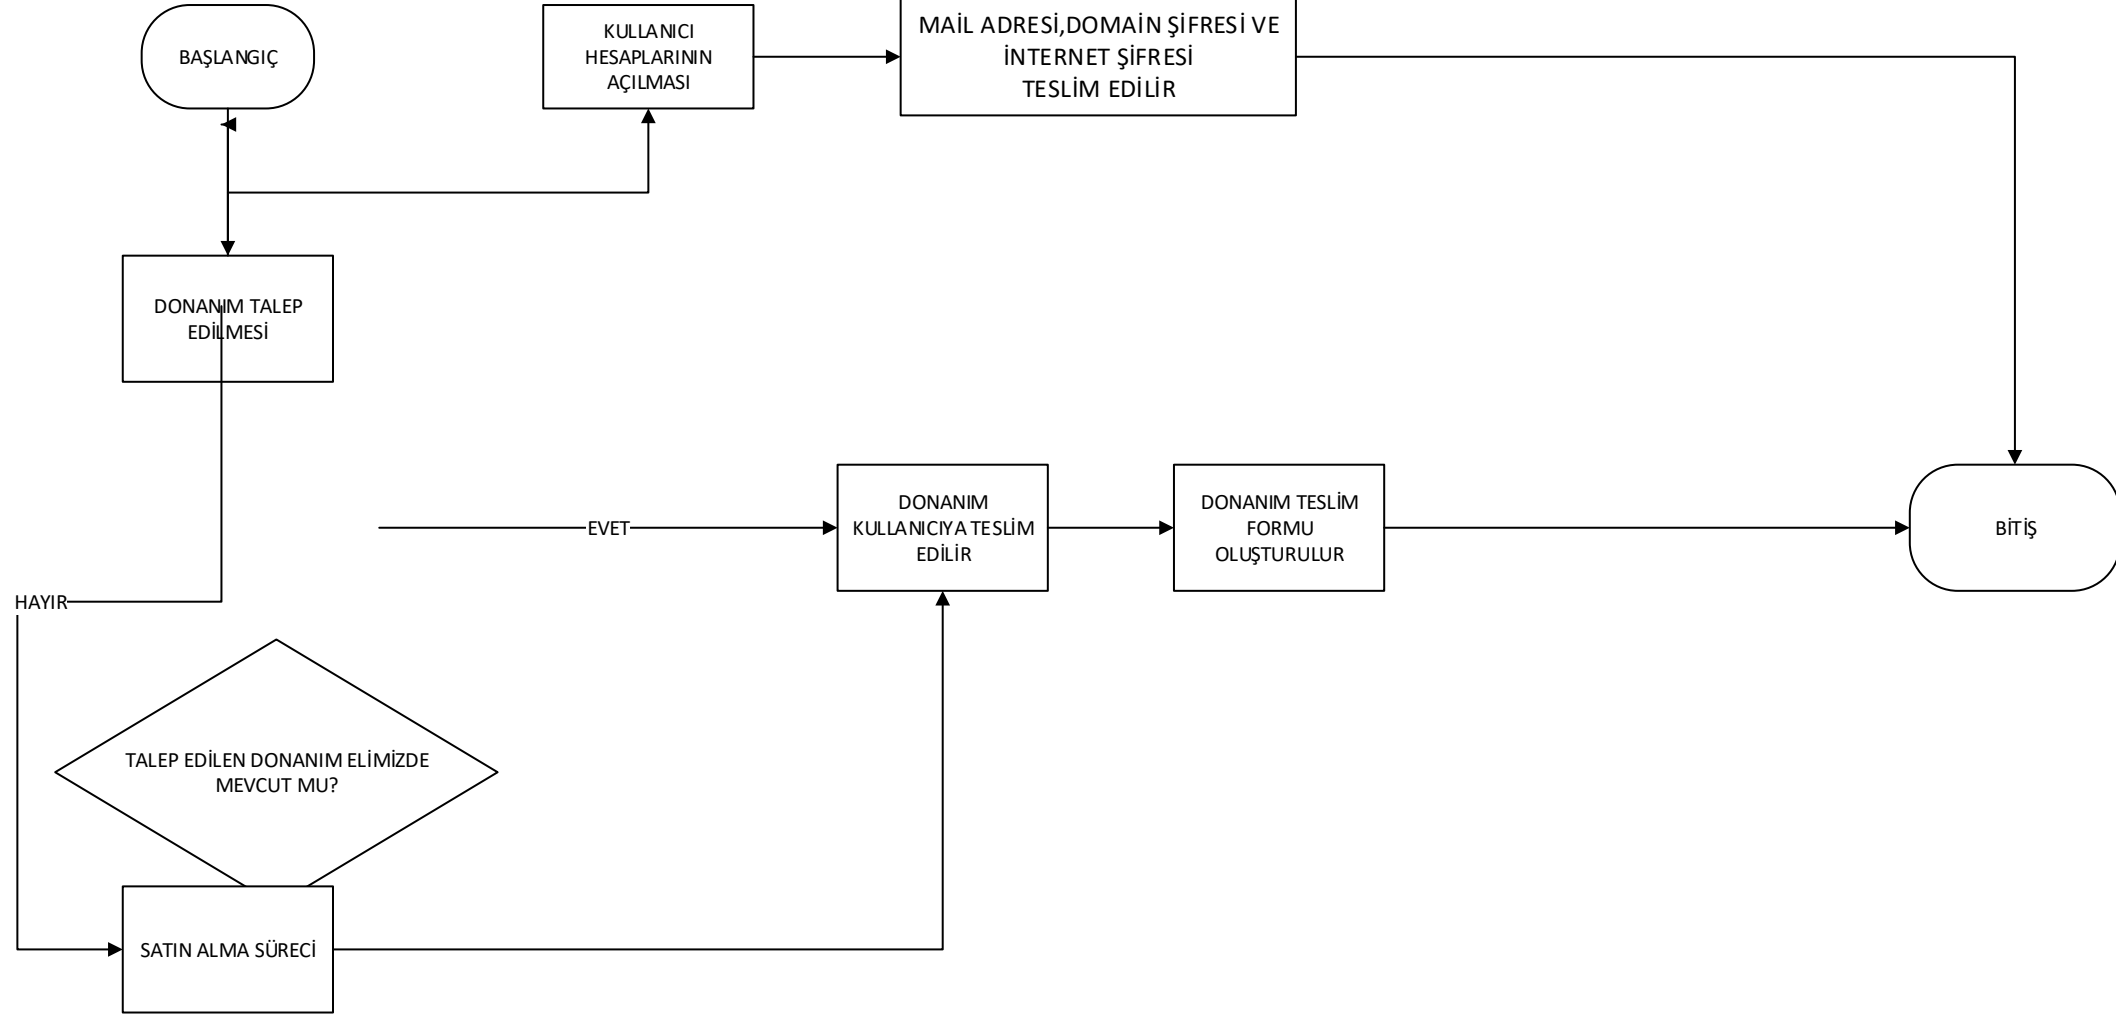 BAŞLANGIÇ
KULLANICI
HESAPLARININ
AÇILMASI
MAİL ADRESİ,DOMAİN ŞİFRESİ VE
İNTERNET ŞİFRESİ
TESLİM EDİLİR
DONANIM TALEP
EDİLMESİ
EVET
DONANIM
KULLANICIYA TESLİM
EDİLİR
DONANIM TESLİM
FORMU
OLUŞTURULUR
BİTİŞ
HAYIR
TALEP EDİLEN DONANIM ELİMİZDE
MEVCUT MU?
SATIN ALMA SÜRECİ